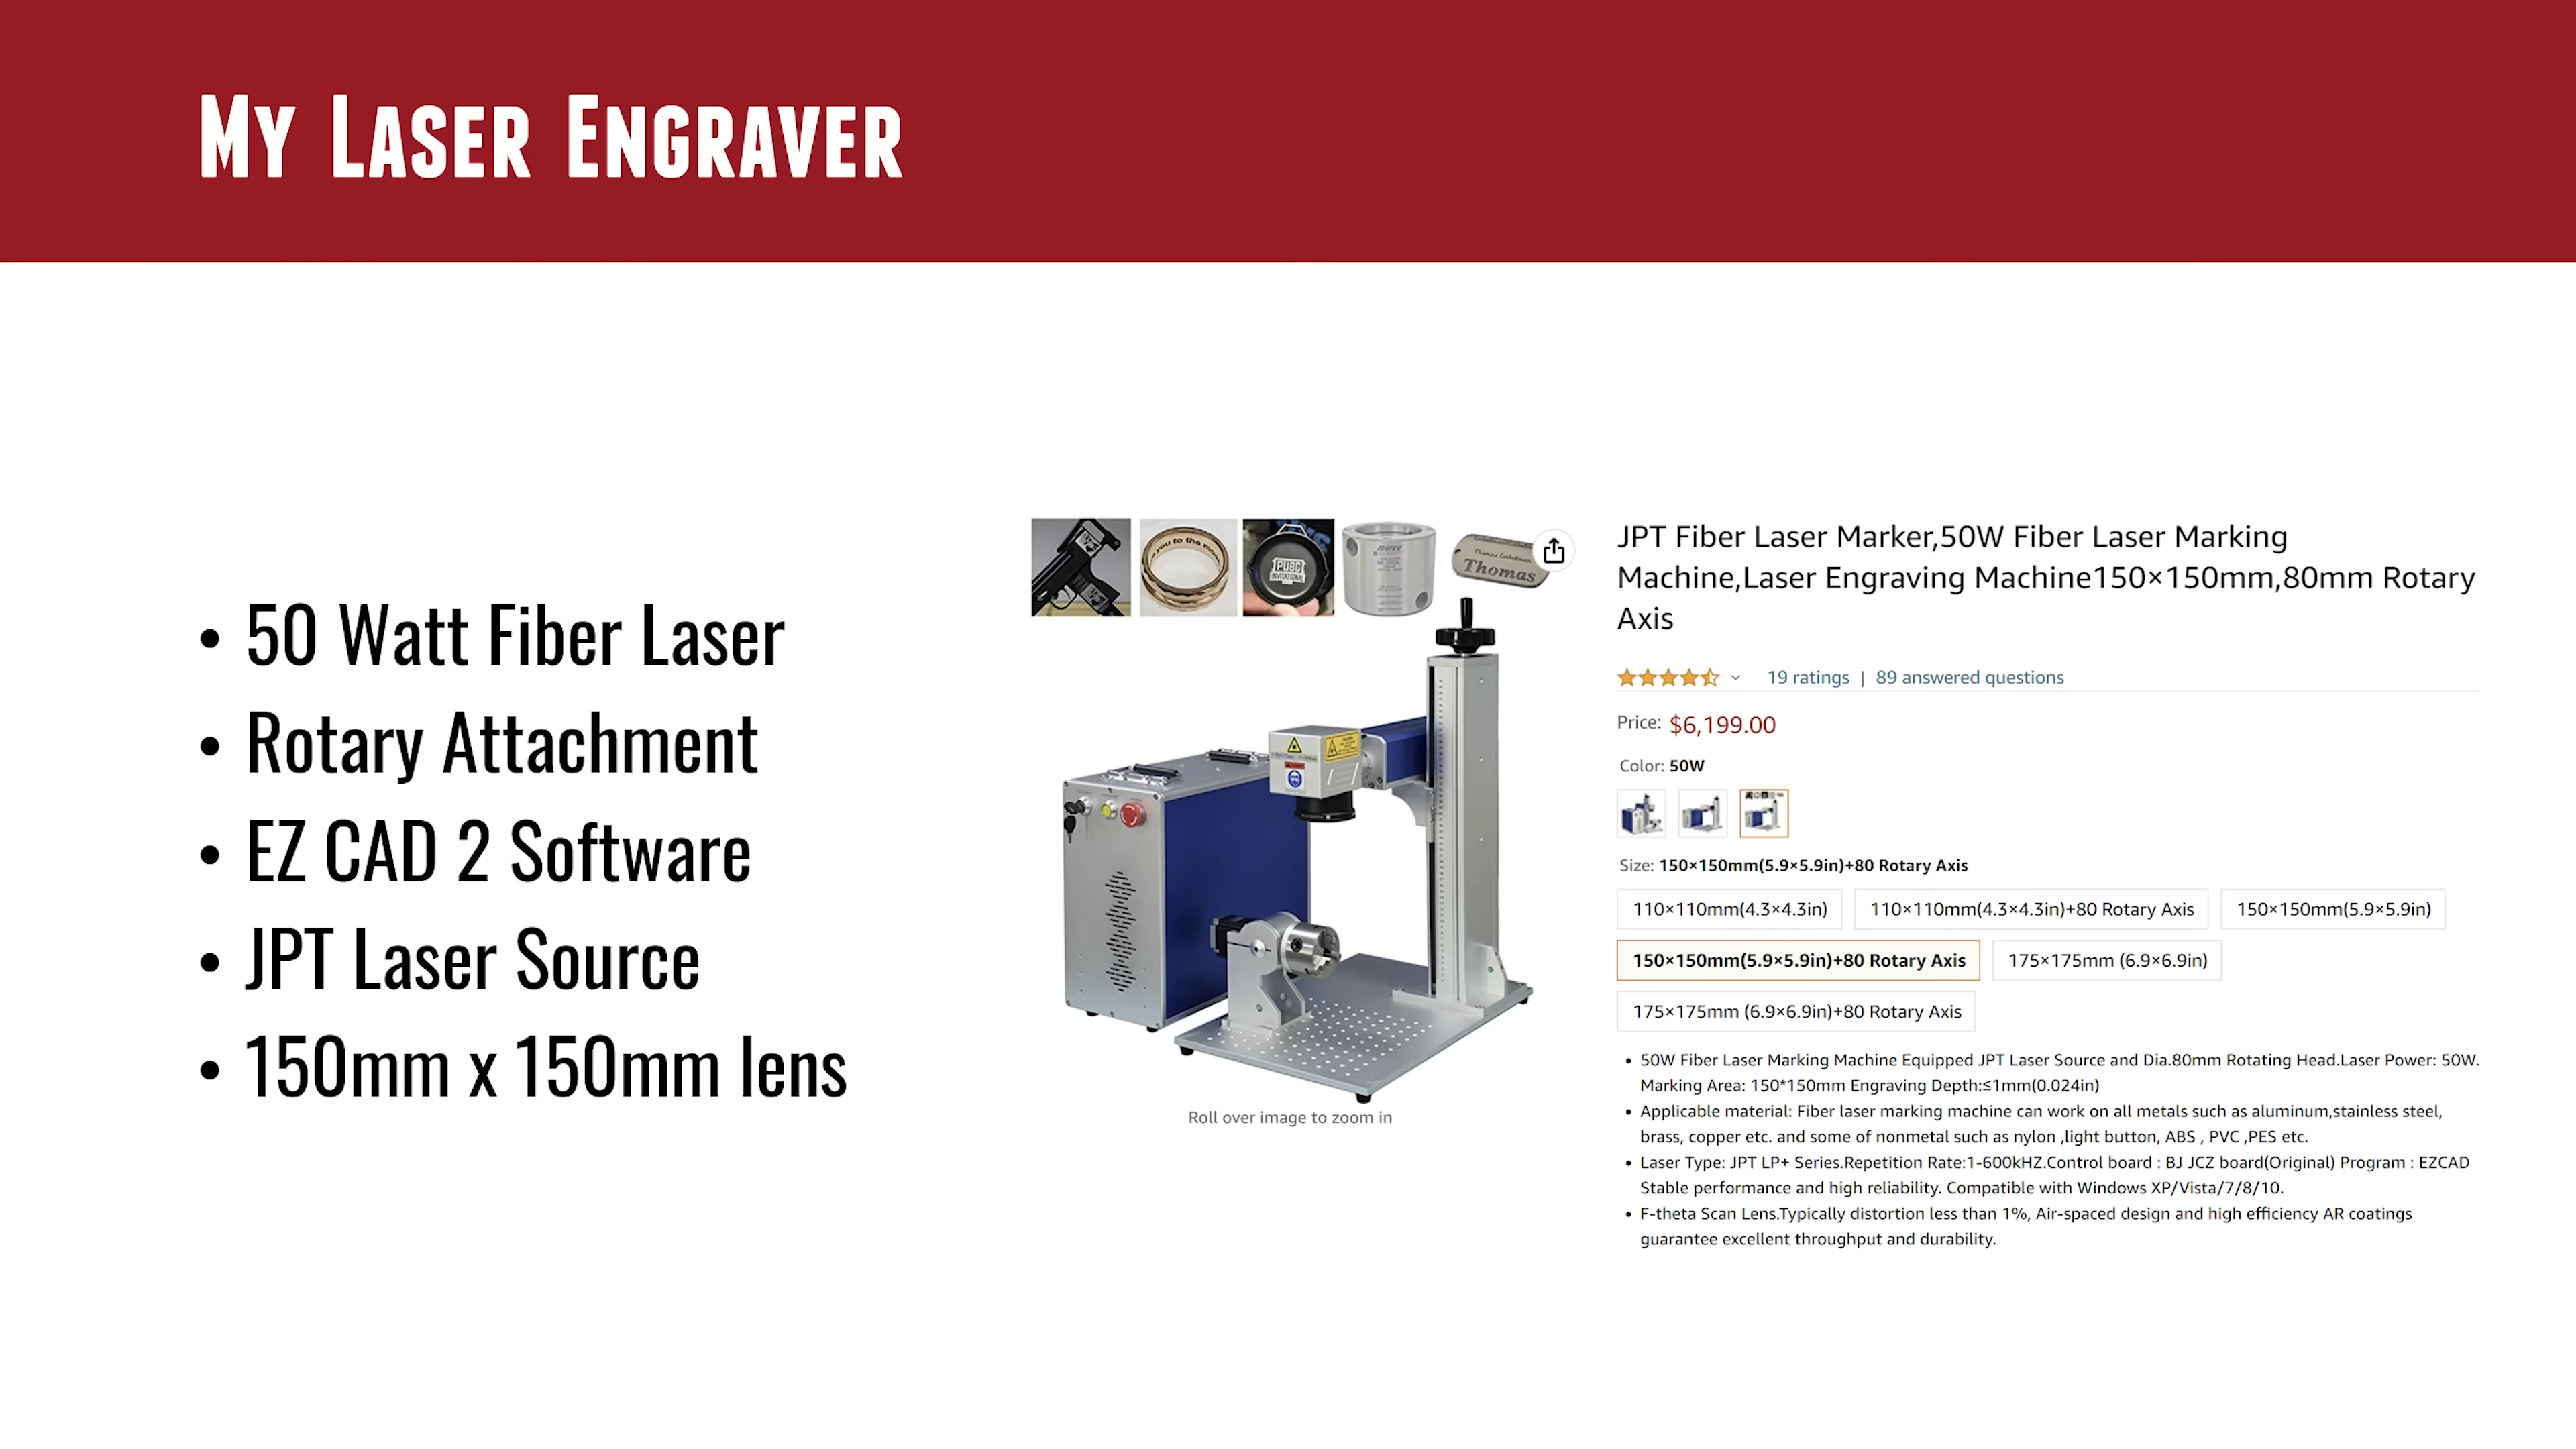 My Laser Engraver
• 50 Watt Fiber Laser
• Rotary Attachment
• EZ CAD 2 Software
• JPT Laser Source
• 150mm x 150mm lens
you to the mo
PUBG
INVITATIONAL
Thomas
Roll over image to zoom in
JPT Fiber Laser Marker,50W Fiber Laser Marking
Machine,Laser Engraving Machine150×150mm,80mm Rotary
Axis
19 ratings | 89 answered questions
Price: $6,199.00
Color: 50W
Size: 150×150mm(5.9×5.9in)+80 Rotary Axis
110×110mm(4.3×4.3in) 110×110mm(4.3×4.3in)+80 Rotary Axis 150×150mm(5.9×5.9in)
150×150mm(5.9×5.9in)+80 Rotary Axis 175×175mm (6.9×6.9in)
175×175mm (6.9×6.9in)+80 Rotary Axis
• 50W Fiber Laser Marking Machine Equipped JPT Laser Source and Dia.80mm Rotating Head.Laser Power: 50W.
Marking Area: 150*150mm Engraving Depth:≤1mm(0.024in)
• Applicable material: Fiber laser marking machine can work on all metals such as aluminum,stainless steel,
brass, copper etc. and some of nonmetal such as nylon ,light button, ABS , PVC ,PES etc.
• Laser Type: JPT LP+ Series.Repetition Rate:1-600kHZ.Control board : BJ JCZ board(Original) Program : EZCAD
Stable performance and high reliability. Compatible with Windows XP/Vista/7/8/10.
• F-theta Scan Lens.Typically distortion less than 1%, Air-spaced design and high efficiency AR coatings
guarantee excellent throughput and durability.